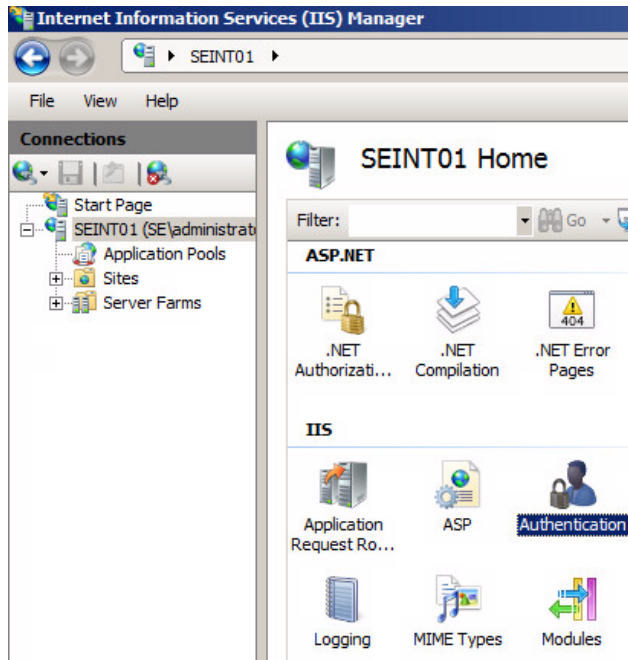 Internet Information Services (IIS) Manager
SEINT01
File View Help
Connections
Start Page
SEINT01 (SE\administrat
Application Pools
Sites
Server Farms
SEINT01 Home
Filter: Go
ASP.NET
.NET Authorizati...
.NET Compilation
.NET Error Pages
404
IIS
Application Request Ro...
ASP
Authentication
Logging
MIME Types
Modules